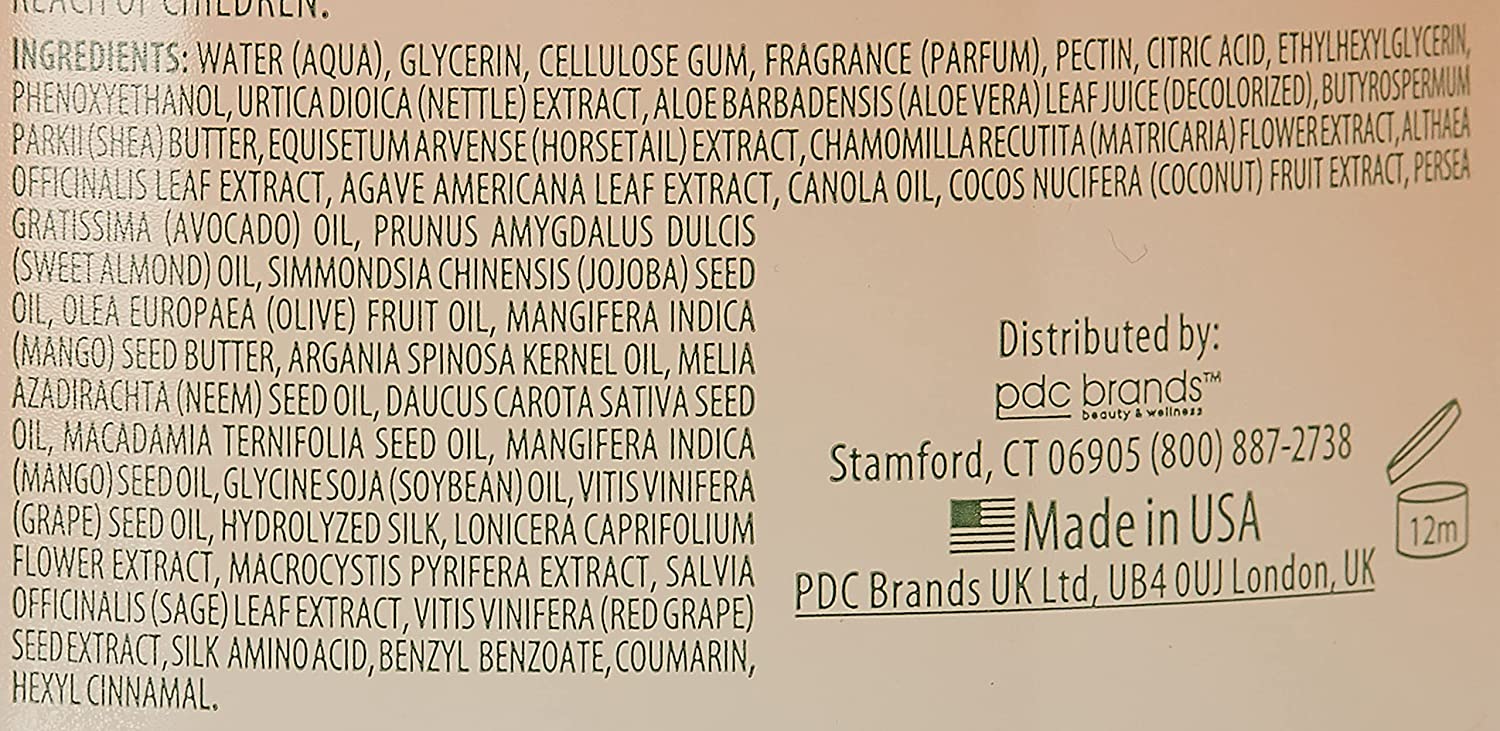 REACH OF CHILDREN.
INGREDIENTS: WATER (AQUA), GLYCERIN, CELLULOSE GUM, FRAGRANCE (PARFUM), PECTIN, CITRIC ACID, ETHYLHEXYLGLYCERIN,
PHENOXYETHANOL, URTICA DIOICA (NETTLE) EXTRACT, ALOE BARBADENSIS (ALOE VERA) LEAF JUICE (DECOLORIZED), BUTYROSPERMUM
PARKII (SHEA) BUTTER, EQUISETUM ARVENSE (HORSETAIL) EXTRACT, CHAMOMILLA RECUTITA (MATRICARIA) FLOWER EXTRACT, ALTHAEA
OFFICINALIS LEAF EXTRACT, AGAVE AMERICANA LEAF EXTRACT, CANOLA OIL, COCOS NUCIFERA (COCONUT) FRUIT EXTRACT, PERSEA
GRATISSIMA (AVOCADO) OIL, PRUNUS AMYGDALUS DULCIS
(SWEET ALMOND) OIL, SIMMONDSIA CHINENSIS (JOJOBA) SEED
OIL, OLEA EUROPAEA (OLIVE) FRUIT OIL, MANGIFERA INDICA
(MANGO) SEED BUTTER, ARGANIA SPINOSA KERNEL OIL, MELIA
AZADIRACHTA (NEEM) SEED OIL, DAUCUS CAROTA SATIVA SEED
OIL, MACADAMIA TERNIFOLIA SEED OIL, MANGIFERA INDICA
(MANGO) SEED OIL, GLYCINE SOJA (SOYBEAN) OIL, VITIS VINIFERA
(GRAPE) SEED OIL, HYDROLYZED SILK, LONICERA CAPRIFOLIUM
FLOWER EXTRACT, MACROCYSTIS PYRIFERA EXTRACT, SALVIA
OFFICINALIS (SAGE) LEAF EXTRACT, VITIS VINIFERA (RED GRAPE)
SEED EXTRACT, SILK AMINO ACID, BENZYL BENZOATE, COUMARIN,
HEXYL CINNAMAL.
Distributed by:
pdc brands™
beauty & wellness
Stamford, CT 06905 (800) 887-2738
Made in USA
PDC Brands UK Ltd, UB4 0UJ London, UK
12m